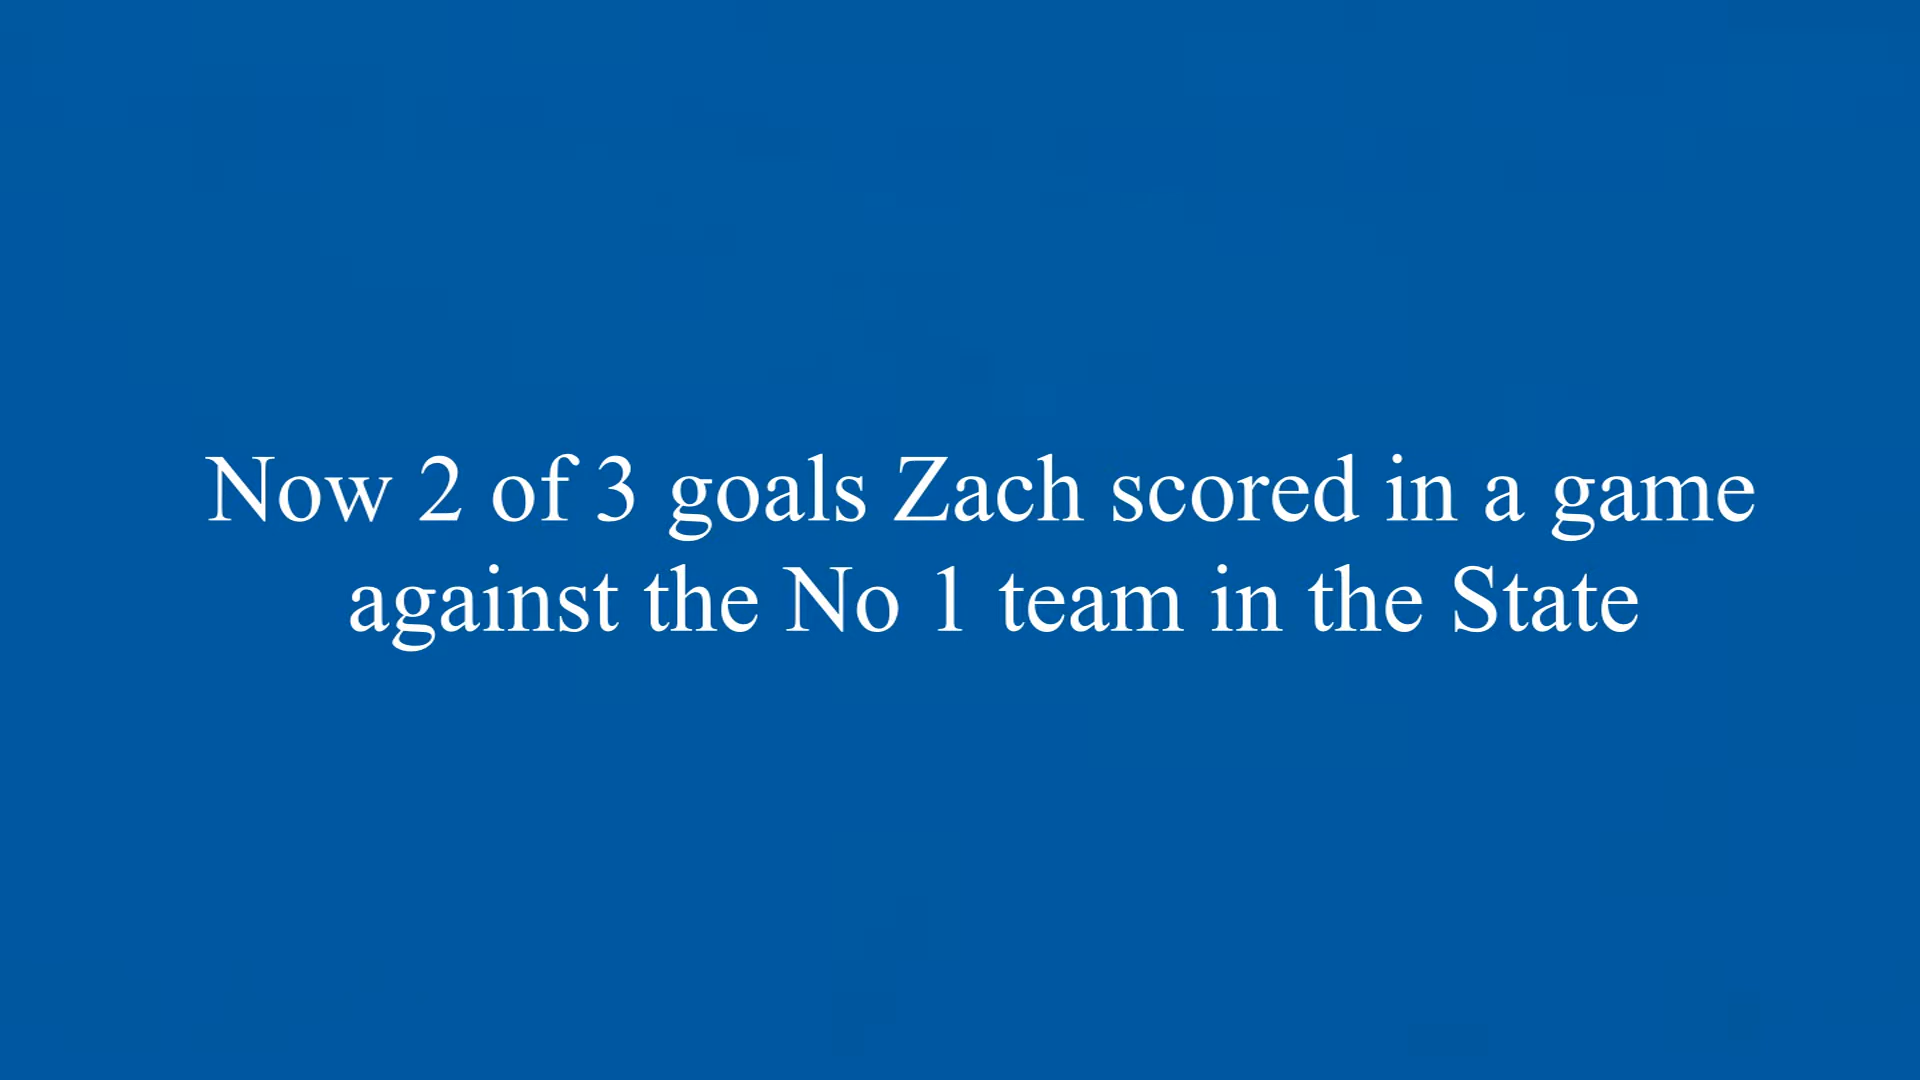 Now 2 of 3 goals Zach scored in a game
against the No 1 team in the State